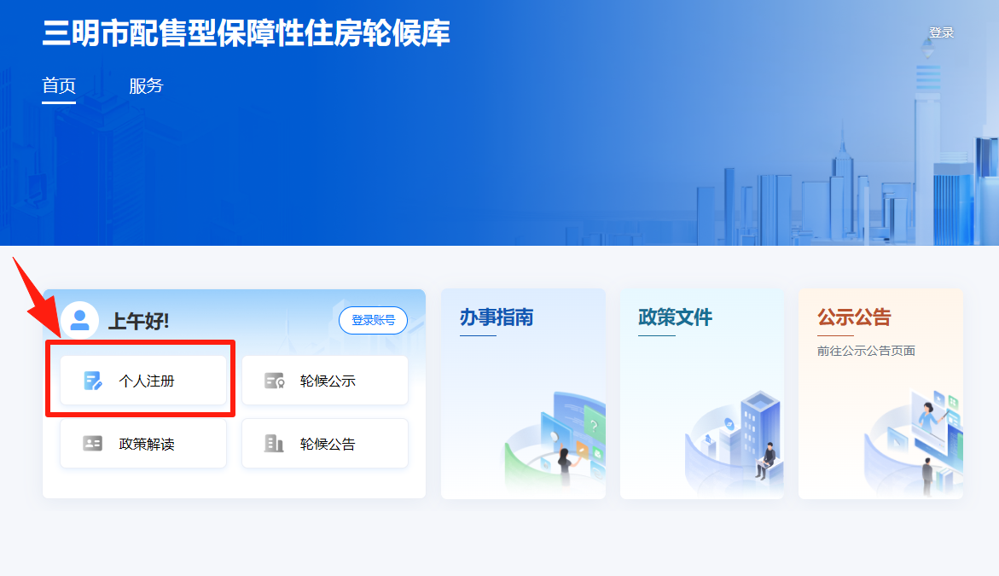 三明市配售型保障性住房轮候库
登录
首页
服务
上午好!
登录账号
个人注册
轮候公示
政策解读
轮候公告
办事指南
政策文件
公示公告
前往公示公告页面